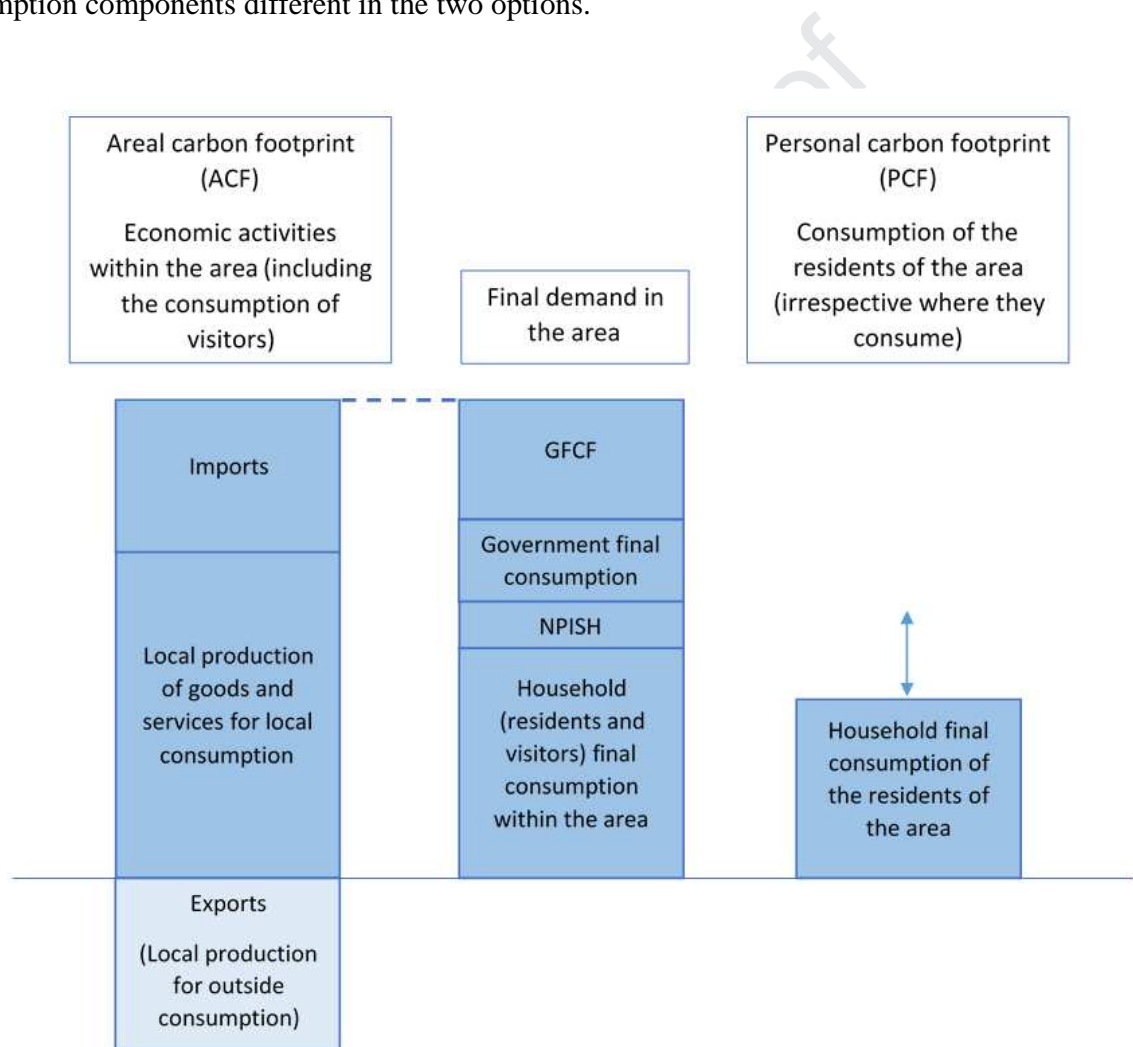 mption components different in the two options.
of
Areal carbon footprint
(ACF)
Economic activities
within the area (including
the consumption of
visitors)
Final demand in
the area
Personal carbon footprint
(PCF)
Consumption of the
residents of the area
(irrespective where they
consume)
Imports
Local production
of goods and
services for local
consumption
Exports
(Local production
for outside
consumption)
GFCF
Government final
consumption
NPISH
Household
(residents and
visitors) final
consumption
within the area
Household final
consumption of
the residents of
the area